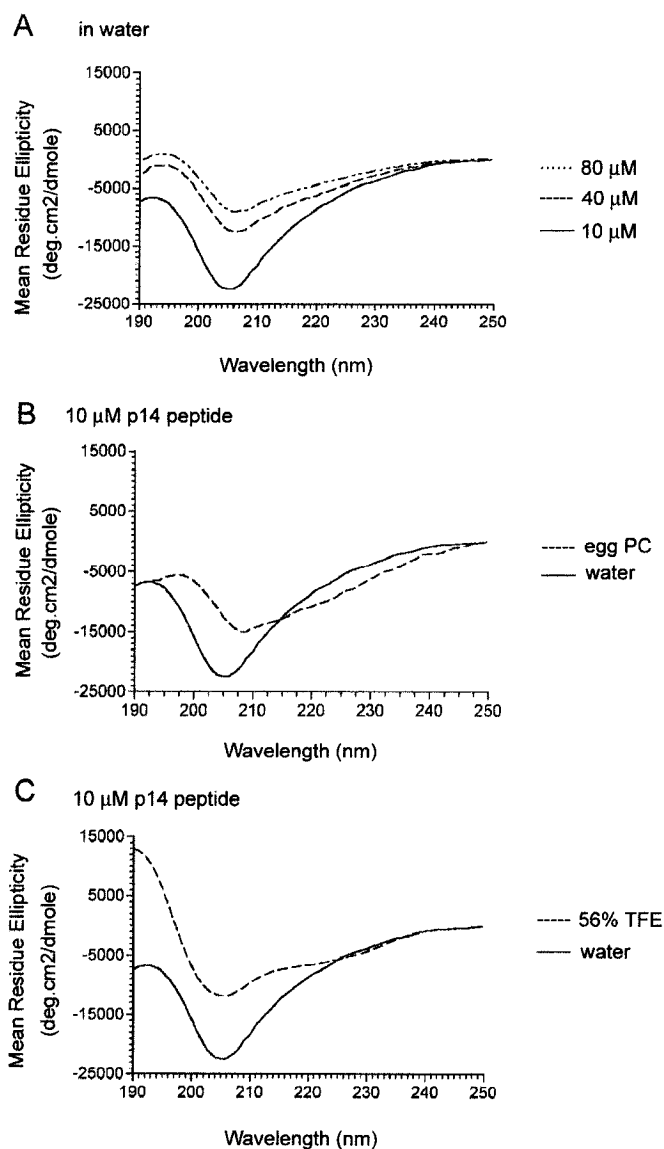 A in water
Mean Residue Ellipticity
(deg.cm2/dmole)
15000
5000
-5000
-15000
-25000
190 200 210 220 230 240 250
Wavelength (nm)
80 μM
40 μM
10 μM
B 10 μM p14 peptide
Mean Residue Ellipticity
(deg.cm2/dmole)
15000
5000
-5000
-15000
-25000
190 200 210 220 230 240 250
Wavelength (nm)
egg PC
water
C 10 μM p14 peptide
Mean Residue Ellipticity
(deg.cm2/dmole)
15000
5000
-5000
-15000
-25000
190 200 210 220 230 240 250
Wavelength (nm)
56% TFE
water